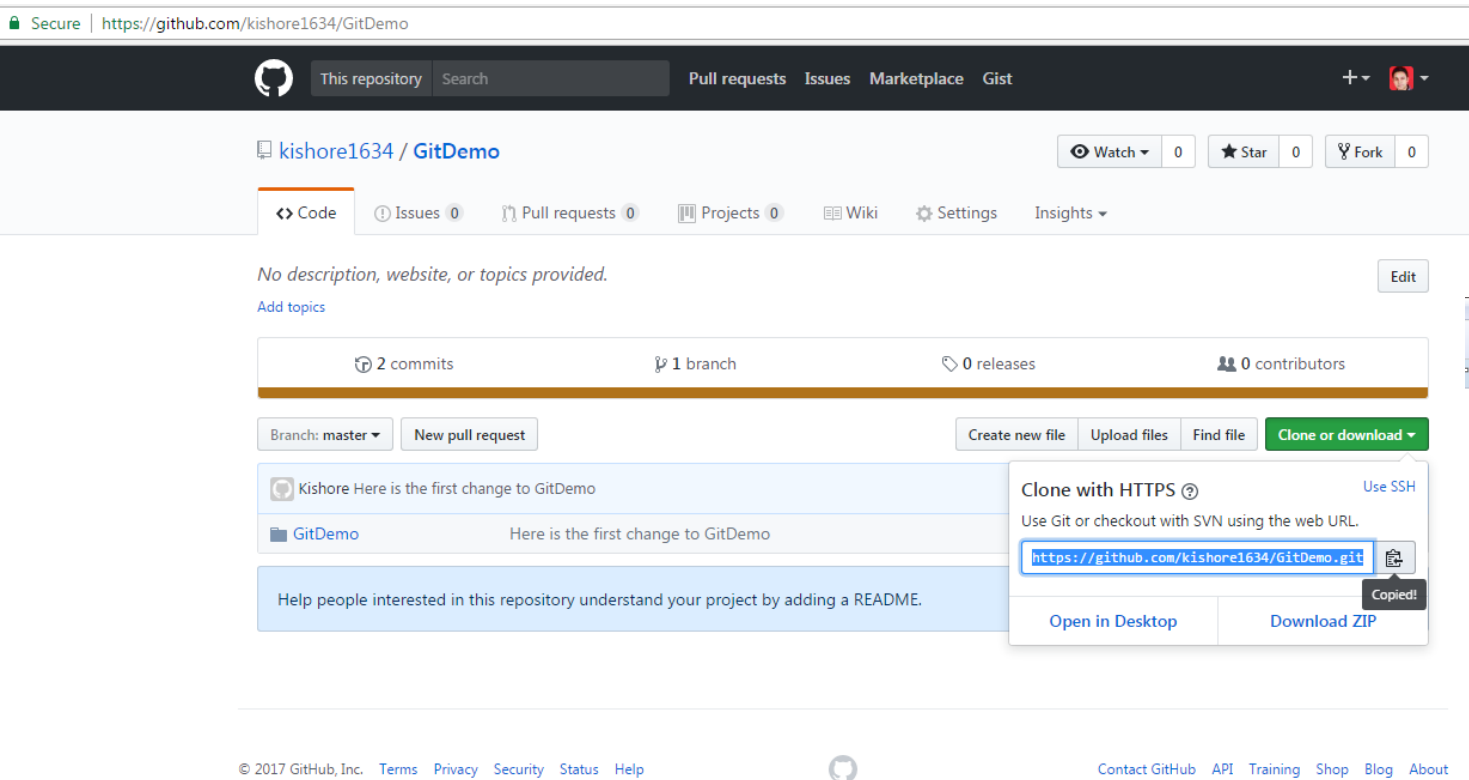 Secure | https://github.com/kishore1634/GitDemo
This repository Search Pull requests Issues Marketplace Gist
kishore1634 / GitDemo Watch 0 Star 0 Fork 0
Code Issues 0 Pull requests 0 Projects 0 Wiki Settings Insights
No description, website, or topics provided. Edit
Add topics
2 commits 1 branch 0 releases 0 contributors
Branch: master New pull request Create new file Upload files Find file Clone or download
Kishore Here is the first change to GitDemo
GitDemo Here is the first change to GitDemo
Help people interested in this repository understand your project by adding a README.
Clone with HTTPS Use SSH
Use Git or checkout with SVN using the web URL.
https://github.com/kishore1634/GitDemo.git
Copied!
Open in Desktop Download ZIP
© 2017 GitHub, Inc. Terms Privacy Security Status Help Contact GitHub API Training Shop Blog About